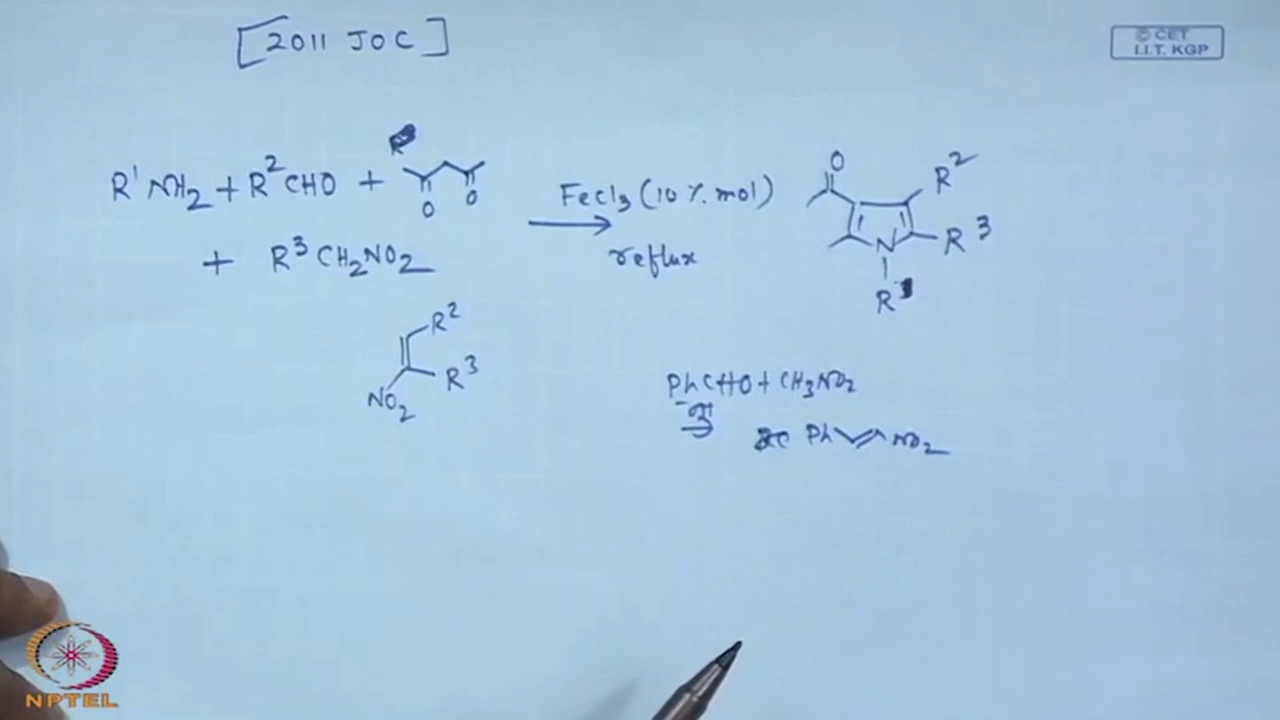 [2011 JOC]
© CET
I.I.T. KGP
R¹NH₂ + R²CHO +
O O
+ R³CH₂NO₂
FeCl₃ (10 % mol)
reflux
O
R²
R³
N
R
R²
R³
NO₂
PhCHO + CH₃NO₂
Ph NO₂
NPTEL